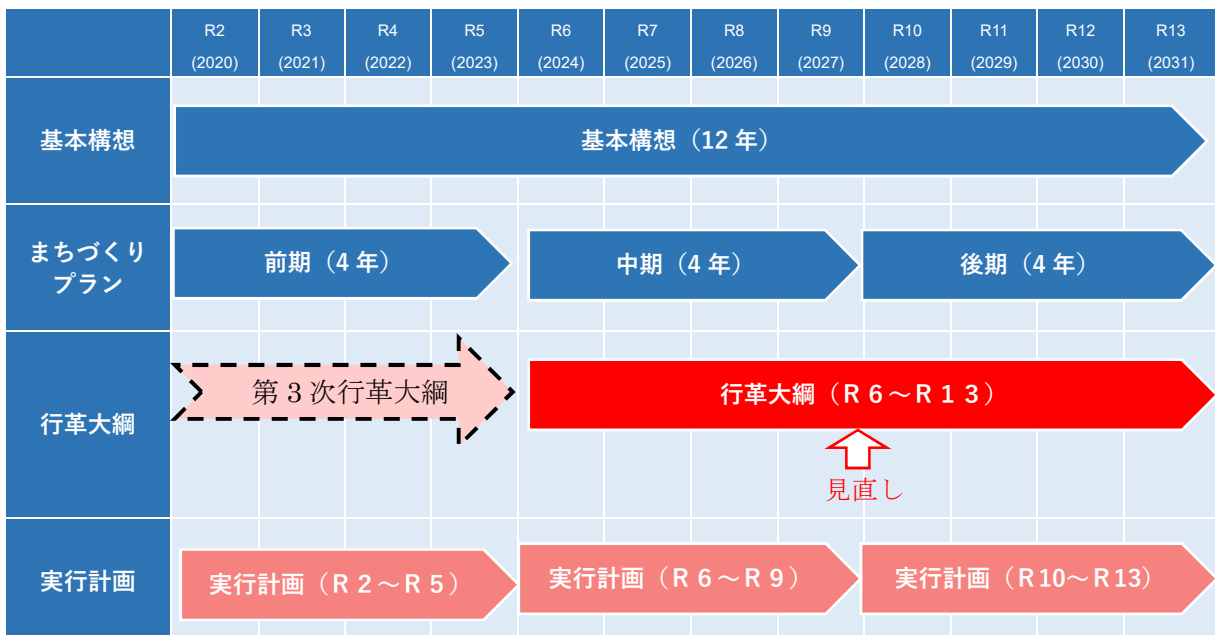 R2 R3 R4 R5 R6 R7 R8 R9 R10 R11 R12 R13
(2020) (2021) (2022) (2023) (2024) (2025) (2026) (2027) (2028) (2029) (2030) (2031)
基本構想
基本構想（12 年）
まちづくり
プラン
前期（4 年）
中期（4 年）
後期（4 年）
行革大綱
第 3 次行革大綱
行革大綱（Ｒ６～Ｒ１３）
見直し
実行計画
実行計画（Ｒ２～Ｒ５）
実行計画（Ｒ６～Ｒ９）
実行計画（Ｒ10～Ｒ13）